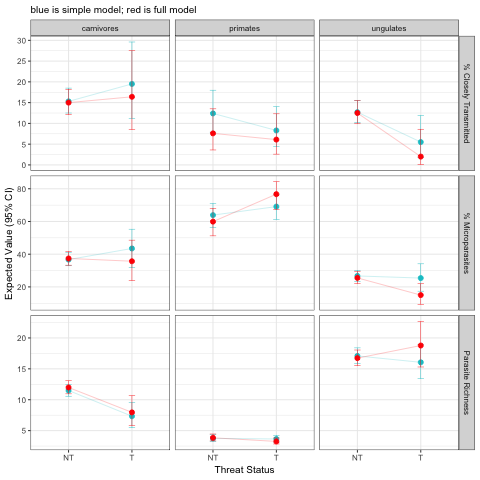 blue is simple model; red is full model
carnivores primates ungulates
30
25
20
15
10
5
0
% Closely Transmitted
80
60
40
20
% Microparasites
20
15
10
5
Parasite Richness
Expected Value (95% CI)
NT T NT T NT T
Threat Status